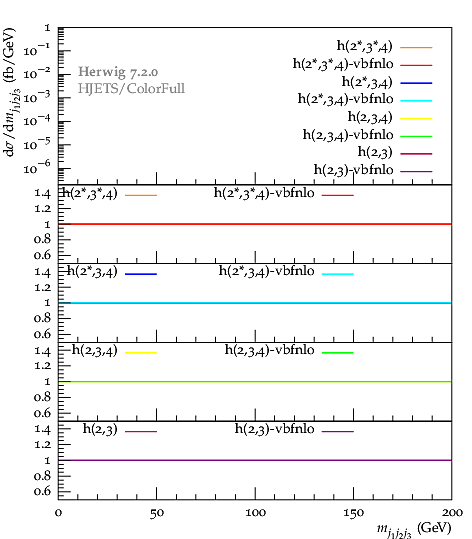 dσ/dm_{j1j2j3} (fb/GeV)
1
10⁻¹
10⁻²
10⁻³
10⁻⁴
10⁻⁵
10⁻⁶
Herwig 7.2.0
HJETS/ColorFull
h(2*,3*,4)
h(2*,3*,4)-vbfnlo
h(2*,3,4)
h(2*,3,4)-vbfnlo
h(2,3,4)
h(2,3,4)-vbfnlo
h(2,3)
h(2,3)-vbfnlo
h(2*,3*,4) h(2*,3*,4)-vbfnlo
1.4
1.2
1
0.8
0.6
h(2*,3,4) h(2*,3,4)-vbfnlo
1.4
1.2
1
0.8
0.6
h(2,3,4) h(2,3,4)-vbfnlo
1.4
1.2
1
0.8
0.6
h(2,3) h(2,3)-vbfnlo
1.4
1.2
1
0.8
0.6
0 50 100 150 200
m_{j1j2j3} (GeV)